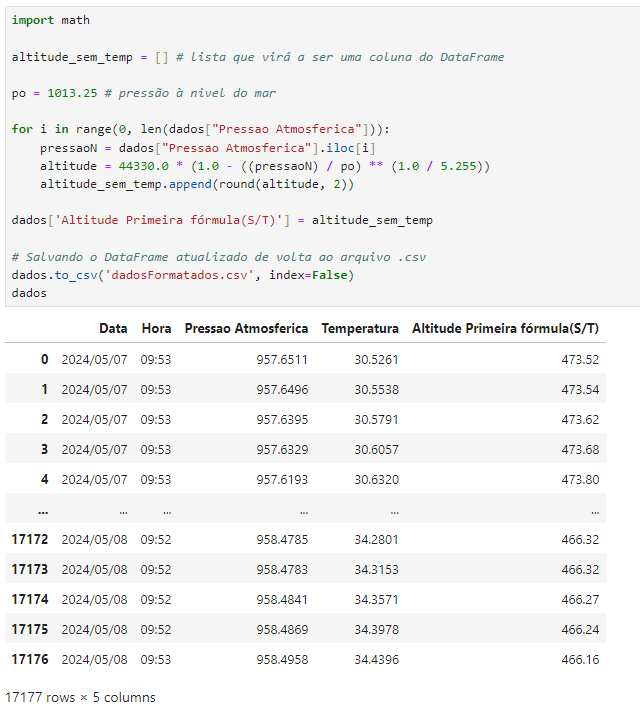 import math
altitude_sem_temp = [] # lista que virá a ser uma coluna do DataFrame
po = 1013.25 # pressão à nivel do mar
for i in range(0, len(dados["Pressao Atmosferica"])):
    pressaoN = dados["Pressao Atmosferica"].iloc[i]
    altitude = 44330.0 * (1.0 - ((pressaoN) / po) ** (1.0 / 5.255))
    altitude_sem_temp.append(round(altitude, 2))
dados['Altitude Primeira fórmula(S/T)'] = altitude_sem_temp
# Salvando o DataFrame atualizado de volta ao arquivo .csv
dados.to_csv('dadosFormatados.csv', index=False)
dados
Data Hora Pressao Atmosferica Temperatura Altitude Primeira fórmula(S/T)
0 2024/05/07 09:53 957.6511 30.5261 473.52
1 2024/05/07 09:53 957.6496 30.5538 473.54
2 2024/05/07 09:53 957.6395 30.5791 473.62
3 2024/05/07 09:53 957.6329 30.6057 473.68
4 2024/05/07 09:53 957.6193 30.6320 473.80
... ... ... ... ... ...
17172 2024/05/08 09:52 958.4785 34.2801 466.32
17173 2024/05/08 09:52 958.4783 34.3153 466.32
17174 2024/05/08 09:52 958.4841 34.3571 466.27
17175 2024/05/08 09:52 958.4869 34.3978 466.24
17176 2024/05/08 09:53 958.4958 34.4396 466.16
17177 rows × 5 columns